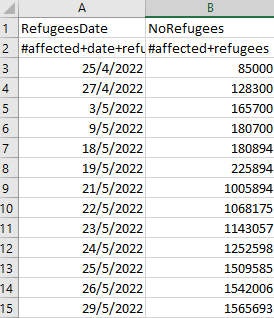 A B
1 RefugeesDate NoRefugees
2 #affected+date+refu #affected+refugees
3 25/4/2022 85000
4 27/4/2022 128300
5 3/5/2022 165700
6 9/5/2022 180700
7 18/5/2022 180894
8 19/5/2022 225894
9 21/5/2022 1005894
10 22/5/2022 1068175
11 23/5/2022 1143057
12 24/5/2022 1252598
13 25/5/2022 1509585
14 26/5/2022 1542006
15 29/5/2022 1565693